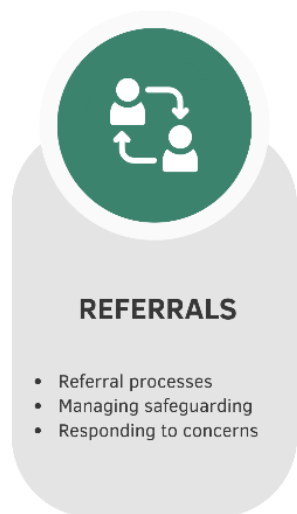 REFERRALS
• Referral processes
• Managing safeguarding
• Responding to concerns